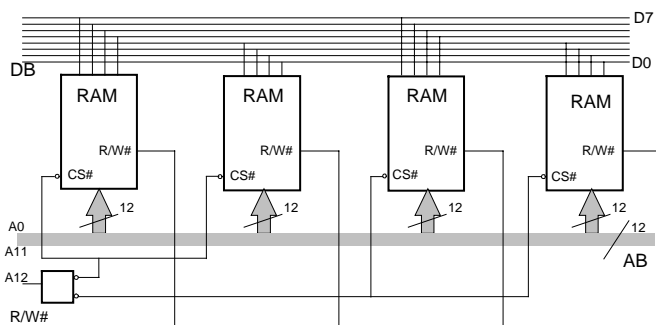 D7
DB
D0
RAM
RAM
RAM
RAM
R/W#
R/W#
R/W#
R/W#
CS#
CS#
CS#
CS#
12
12
12
12
A0
12
A11
AB
A12
R/W#